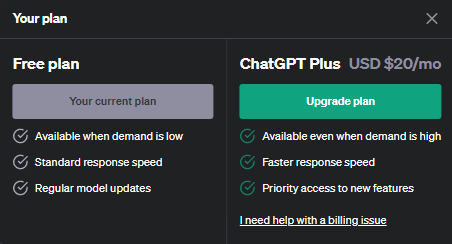 Your plan
Free plan
Your current plan
Available when demand is low
Standard response speed
Regular model updates
ChatGPT Plus USD $20/mo
Upgrade plan
Available even when demand is high
Faster response speed
Priority access to new features
I need help with a billing issue